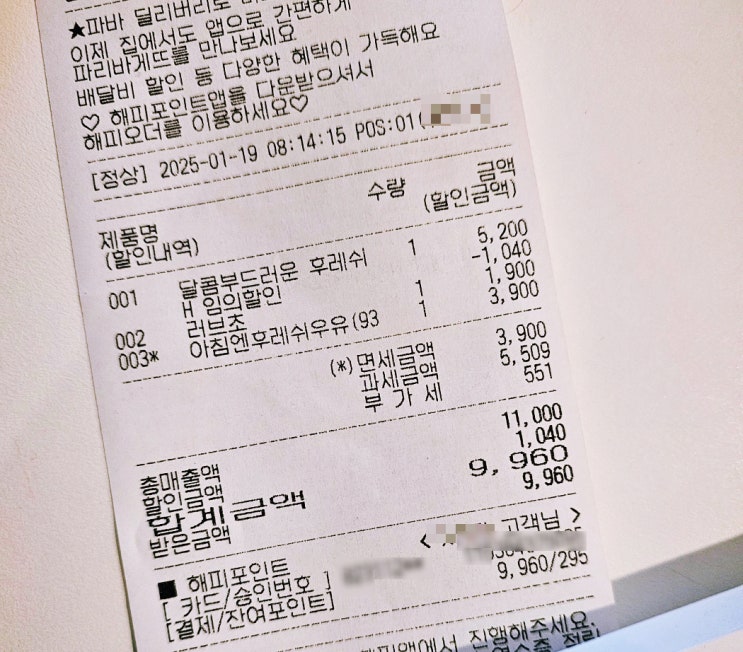 ★파바 딜리버리로
이제 집에서도 앱으로 간편하게
파리바게뜨를 만나보세요
배달비 할인 등 다양한 혜택이 가득해요
♡ 해피포인트앱을 다운받으셔서
해피오더를 이용하세요♡
[정상] 2025-01-19 08:14:15 POS:01(
제품명 수량 금액
(할인내역) (할인금액)
001 달콤부드러운 후레쉬 1 5,200
H 임의할인 -1,040
002 러브초 1 1,900
003* 아침엔후레쉬우유(93 1 3,900
(*)면세금액 3,900
과세금액 5,509
부 가 세 551
총매출액 11,000
할인금액 1,040
합계금액 9,960
받은금액 9,960
< 고객님 >
■ 해피포인트
[ 카드/승인번호 ]
[결제/잔여포인트] 9,960/295
해피앱에서 진행해주세요.